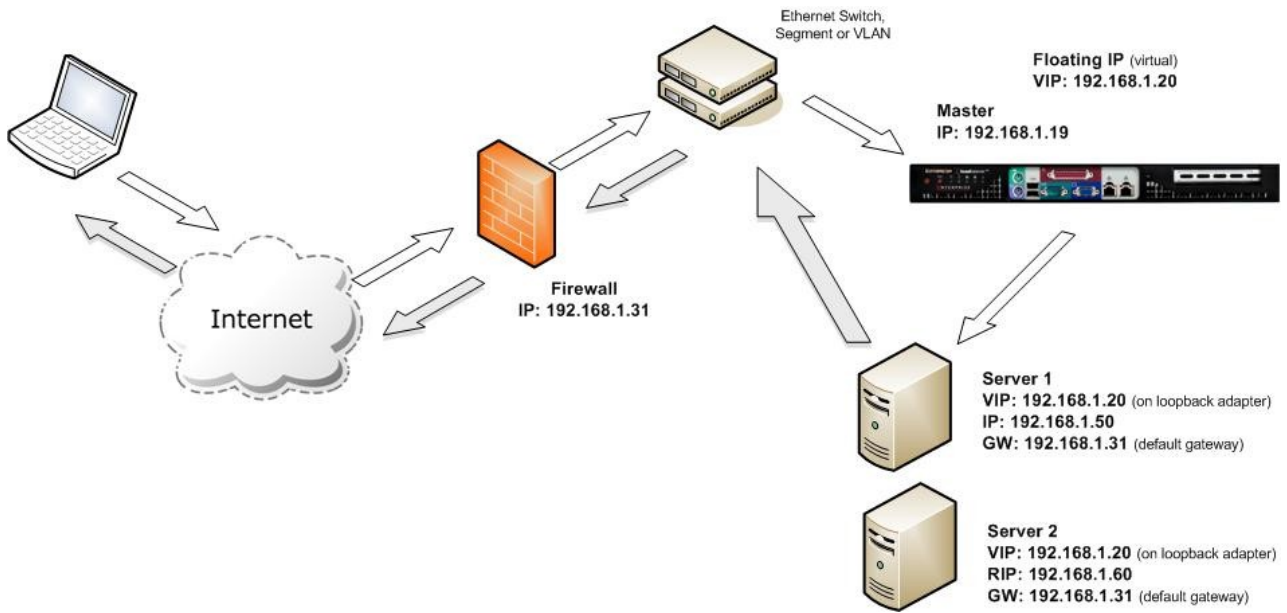 Ethernet Switch,
Segment or VLAN
Floating IP (virtual)
VIP: 192.168.1.20
Master
IP: 192.168.1.19
Firewall
IP: 192.168.1.31
Internet
Server 1
VIP: 192.168.1.20 (on loopback adapter)
IP: 192.168.1.50
GW: 192.168.1.31 (default gateway)
Server 2
VIP: 192.168.1.20 (on loopback adapter)
RIP: 192.168.1.60
GW: 192.168.1.31 (default gateway)